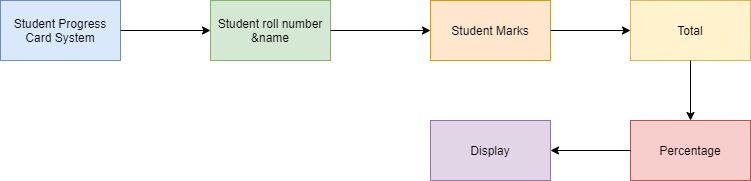 Student Progress
Card System
Student roll number
&name
Student Marks
Total
Percentage
Display